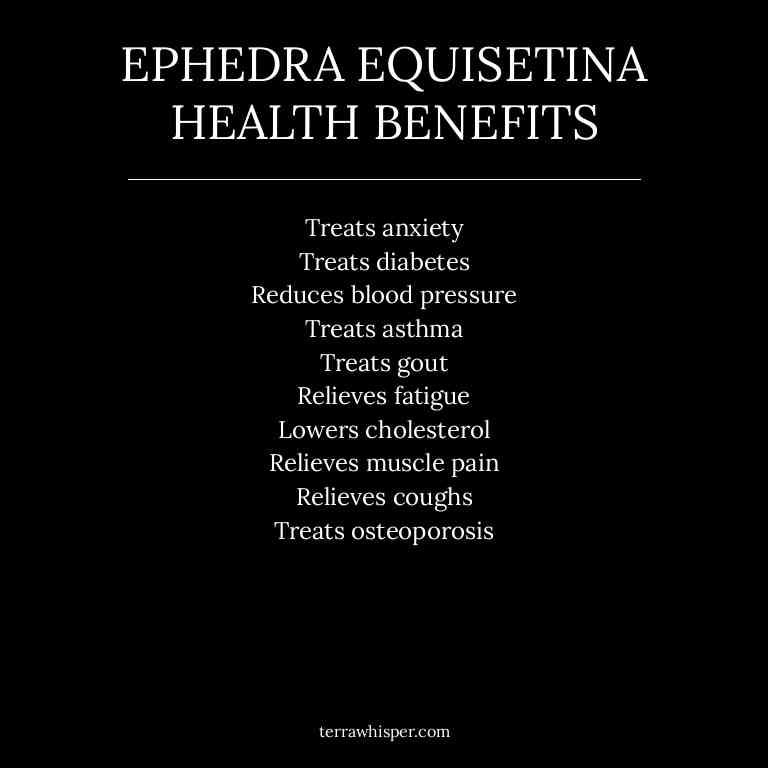 EPHEDRA EQUISETINA
HEALTH BENEFITS
Treats anxiety
Treats diabetes
Reduces blood pressure
Treats asthma
Treats gout
Relieves fatigue
Lowers cholesterol
Relieves muscle pain
Relieves coughs
Treats osteoporosis
terrawhisper.com